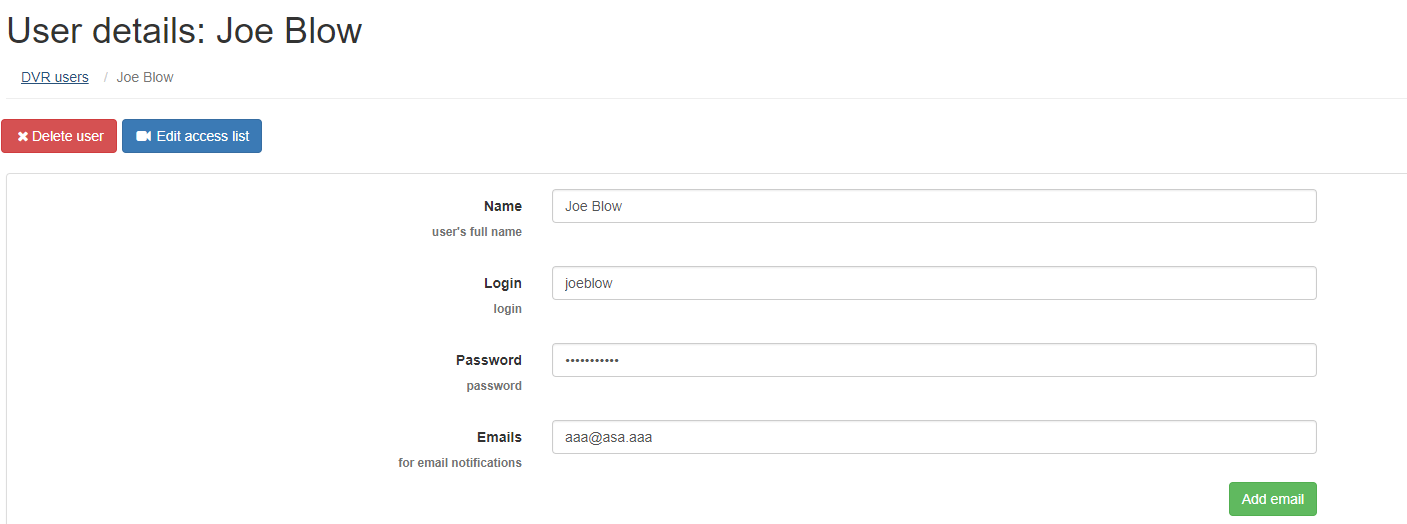 User details: Joe Blow
DVR users / Joe Blow
Delete user Edit access list
Name Joe Blow
user's full name
Login joeblow
login
Password •••••••••••
password
Emails aaa@asa.aaa
for email notifications
Add email